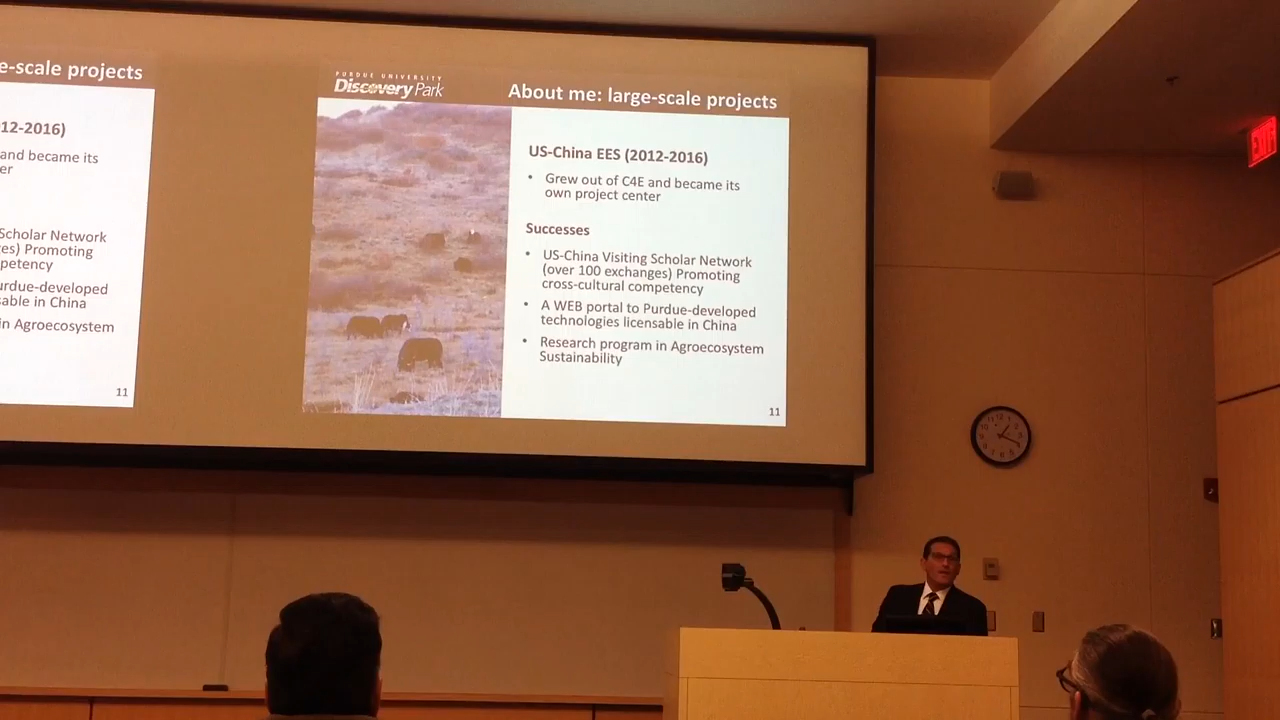 e-scale projects
12-2016)
and became its
er
Scholar Network
es) Promoting
petency
urdue-developed
sable in China
in Agroecosystem
11
PURDUE UNIVERSITY
Discovery Park
About me: large-scale projects
US-China EES (2012-2016)
• Grew out of C4E and became its
own project center
Successes
• US-China Visiting Scholar Network
(over 100 exchanges) Promoting
cross-cultural competency
• A WEB portal to Purdue-developed
technologies licensable in China
• Research program in Agroecosystem
Sustainability
11
EXIT